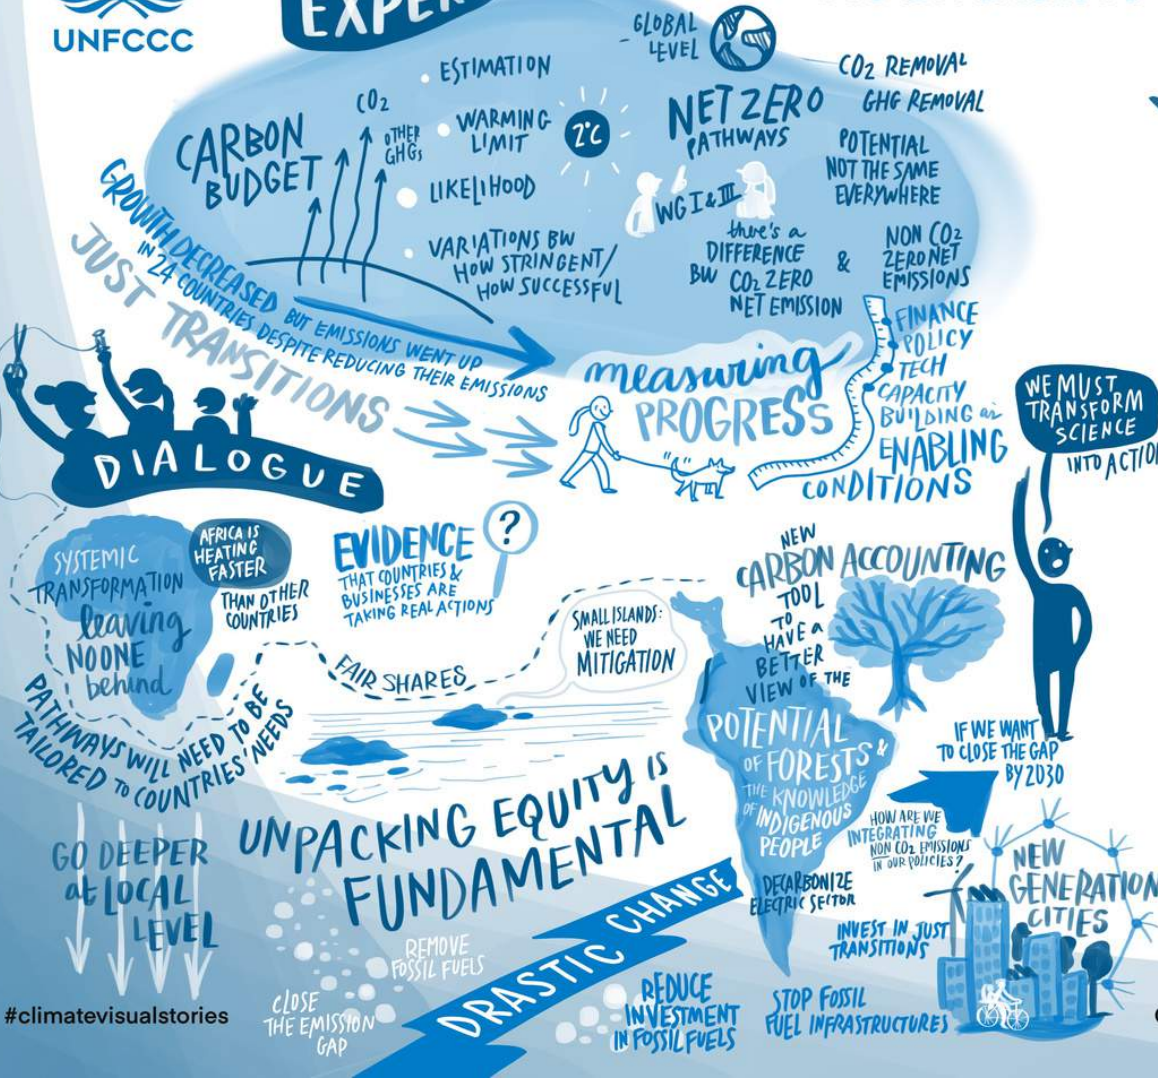 UNFCCC
GLOBAL
LEVEL
CARBON
BUDGET
CO2
OTHER
GHGs
ESTIMATION
WARMING
LIMIT
2°C
LIKELIHOOD
VARIATIONS BW
HOW STRINGENT/
HOW SUCCESSFUL
NET ZERO
PATHWAYS
WG I & III
CO2 REMOVAL
GHG REMOVAL
POTENTIAL
NOT THE SAME
EVERYWHERE
there's a
DIFFERENCE
BW CO2 ZERO
NET EMISSION
&
NON CO2
ZERO NET
EMISSIONS
GROWTH DECREASED BUT EMISSIONS WENT UP
IN 24 COUNTRIES DESPITE REDUCING THEIR EMISSIONS
JUST TRANSITIONS
measuring
PROGRESS
FINANCE
POLICY
TECH
CAPACITY
BUILDING as
ENABLING
CONDITIONS
WE MUST
TRANSFORM
SCIENCE
INTO ACTION
DIALOGUE
SYSTEMIC
TRANSFORMATION
leaving
NO ONE
behind
AFRICA IS
HEATING
FASTER
THAN OTHER
COUNTRIES
PATHWAYS WILL NEED TO BE
TAILORED TO COUNTRIES' NEEDS
EVIDENCE
?
THAT COUNTRIES &
BUSINESSES ARE
TAKING REAL ACTIONS
FAIR SHARES
SMALL ISLANDS:
WE NEED
MITIGATION
NEW
CARBON ACCOUNTING
TOOL
TO
HAVE a
BETTER
VIEW OF THE
POTENTIAL
OF FORESTS &
THE KNOWLEDGE
OF INDIGENOUS
PEOPLE
IF WE WANT
TO CLOSE THE GAP
BY 2030
HOW ARE WE
INTEGRATING
NON CO2 EMISSIONS
IN OUR POLICIES?
UNPACKING EQUITY IS
FUNDAMENTAL
GO DEEPER
at LOCAL
LEVEL
DECARBONIZE
ELECTRIC SECTOR
INVEST IN JUST
TRANSITIONS
NEW
GENERATION
CITIES
DRASTIC CHANGE
REMOVE
FOSSIL FUELS
CLOSE
THE EMISSION
GAP
REDUCE
INVESTMENT
IN FOSSIL FUELS
STOP FOSSIL
FUEL INFRASTRUCTURES
#climatevisualstories